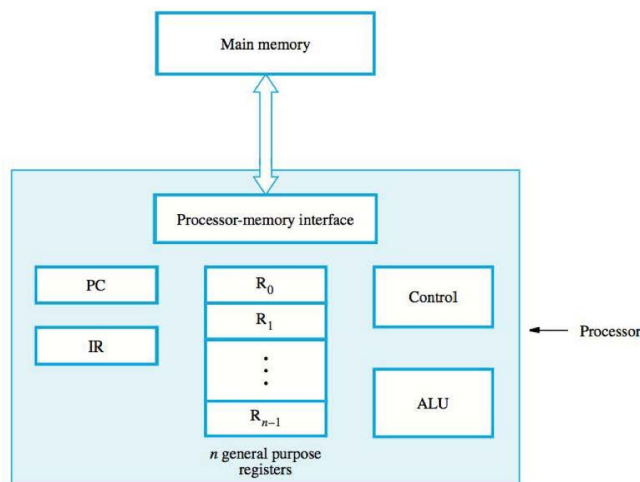 Main memory
Processor-memory interface
PC
R0
Control
R1
IR
Processor
ALU
Rn–1
n general purpose
registers